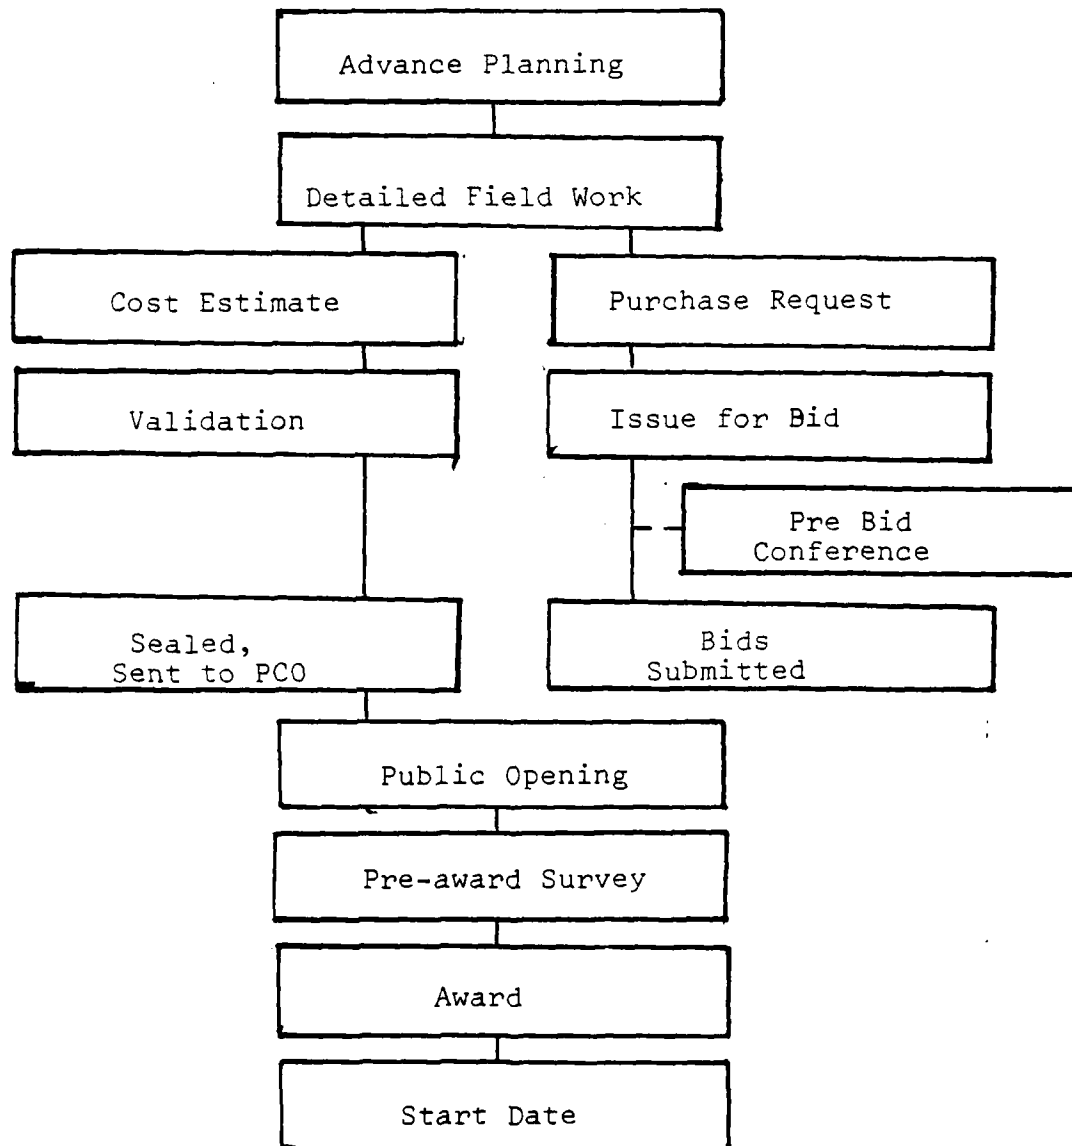 Advance Planning
Detailed Field Work
Cost Estimate
Purchase Request
Validation
Issue for Bid
Pre Bid
Conference
Sealed,
Sent to PCO
Bids
Submitted
Public Opening
Pre-award Survey
Award
Start Date